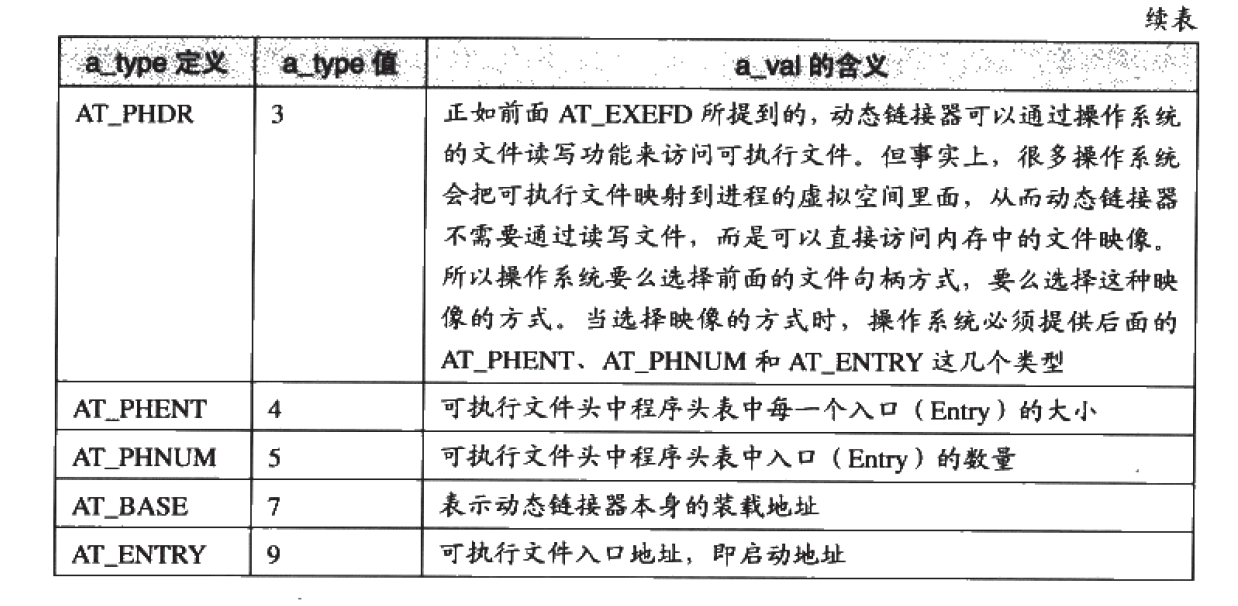 续表
a_type 定义 a_type 值 a_val 的含义
AT_PHDR 3 正如前面 AT_EXEFD 所提到的,动态链接器可以通过操作系统
的文件读写功能来访问可执行文件。但事实上，很多操作系统
会把可执行文件映射到进程的虚拟空间里面，从而动态链接器
不需要通过读写文件，而是可以直接访问内存中的文件映像。
所以操作系统要么选择前面的文件句柄方式，要么选择这种映
像的方式。当选择映像的方式时，操作系统必须提供后面的
AT_PHENT、AT_PHNUM 和 AT_ENTRY 这几个类型
AT_PHENT 4 可执行文件头中程序头表中每一个入口（Entry）的大小
AT_PHNUM 5 可执行文件头中程序头表中入口（Entry）的数量
AT_BASE 7 表示动态链接器本身的装载地址
AT_ENTRY 9 可执行文件入口地址，即启动地址